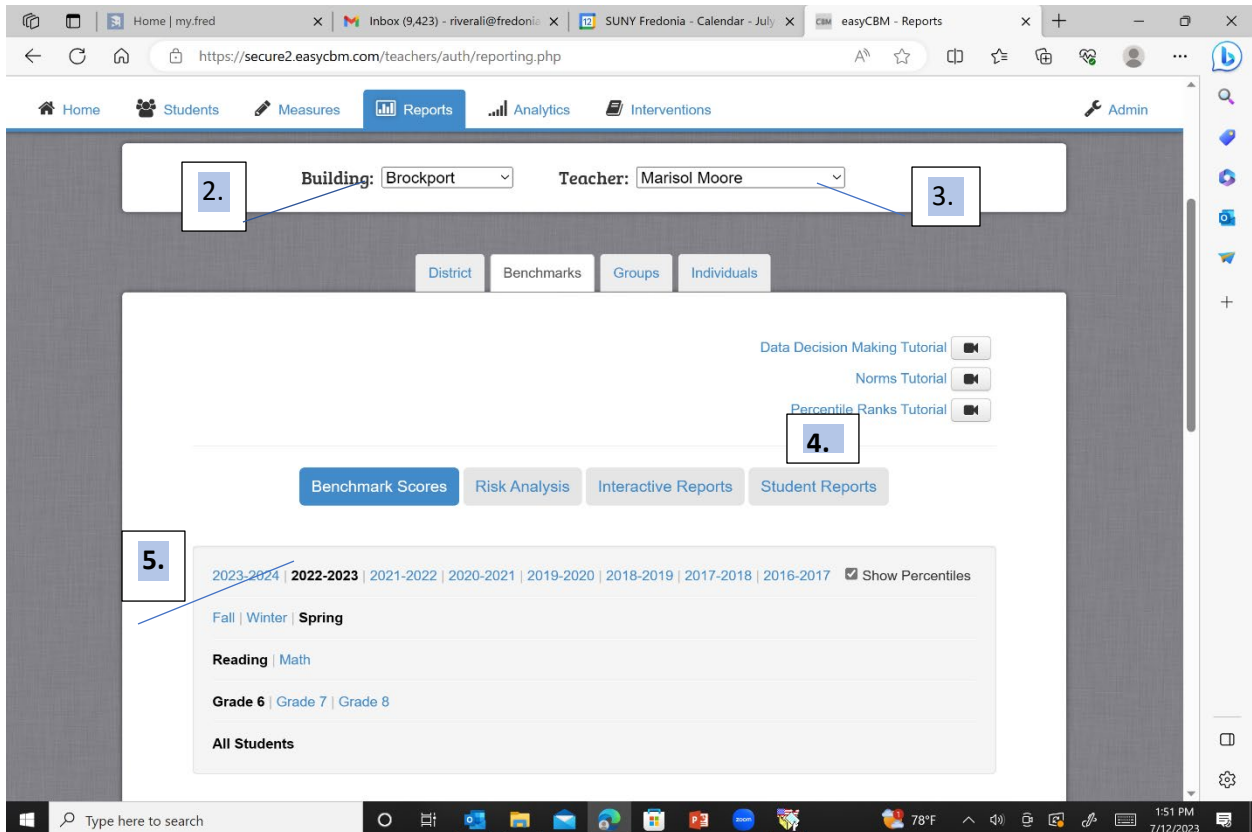 Home | my.fred
Inbox (9,423) - riverali@fredonia
SUNY Fredonia - Calendar - July
easyCBM - Reports
https://secure2.easycbm.com/teachers/auth/reporting.php
Home Students Measures Reports Analytics Interventions Admin
2.
Building: Brockport Teacher: Marisol Moore
3.
District Benchmarks Groups Individuals
Data Decision Making Tutorial
Norms Tutorial
Percentile Ranks Tutorial
4.
Benchmark Scores Risk Analysis Interactive Reports Student Reports
5.
2023-2024 | 2022-2023 | 2021-2022 | 2020-2021 | 2019-2020 | 2018-2019 | 2017-2018 | 2016-2017 Show Percentiles
Fall | Winter | Spring
Reading | Math
Grade 6 | Grade 7 | Grade 8
All Students
Type here to search
zoom
78°F
1:51 PM
7/12/2023